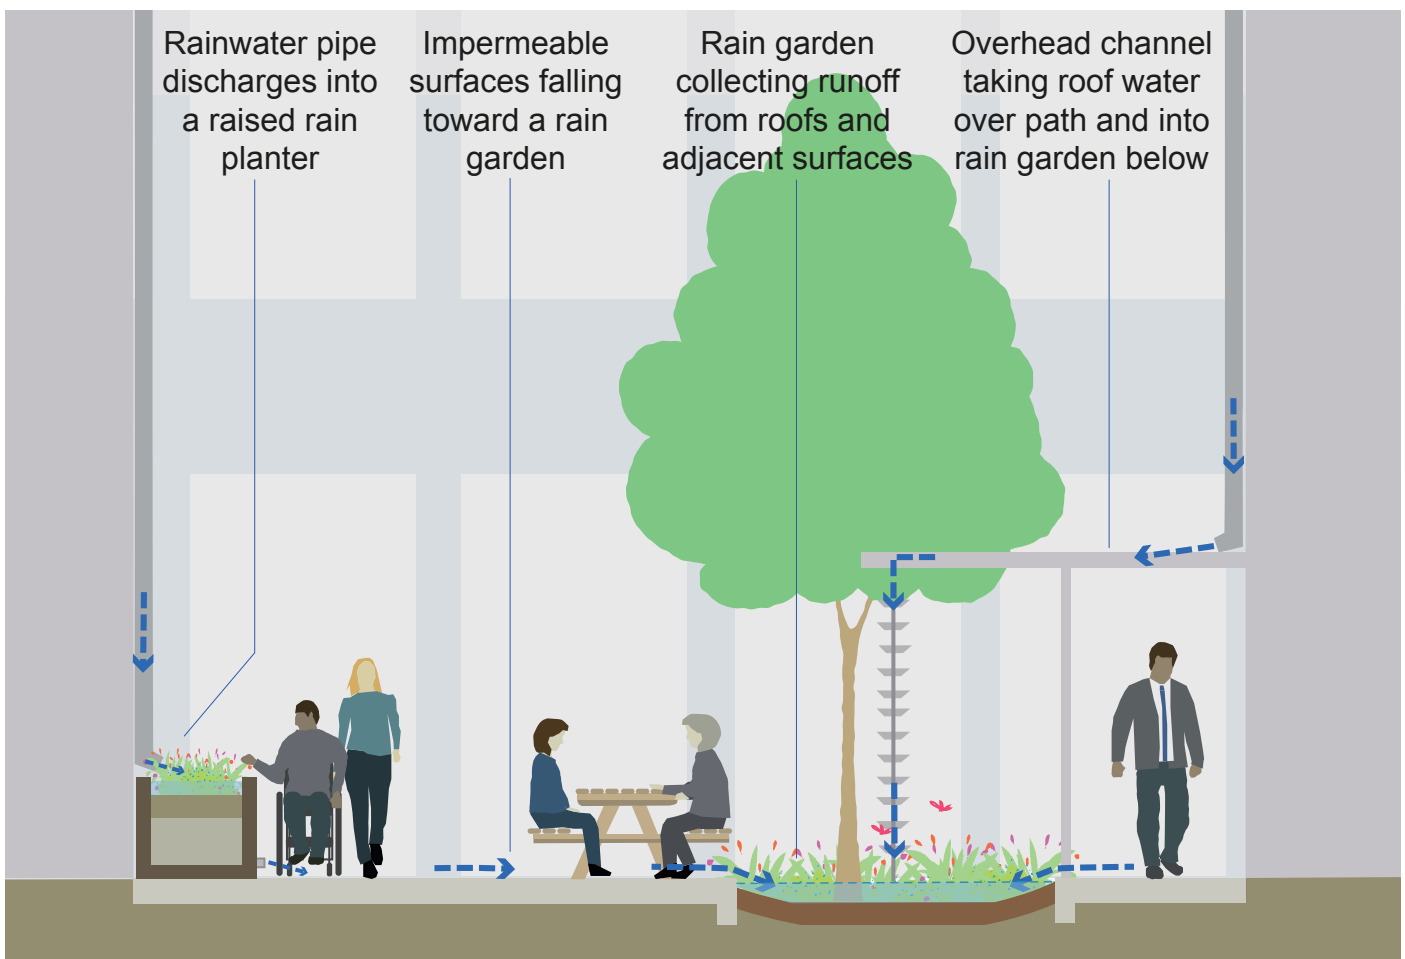 Rainwater pipe
discharges into
a raised rain
planter
Impermeable
surfaces falling
toward a rain
garden
Rain garden
collecting runoff
from roofs and
adjacent surfaces
Overhead channel
taking roof water
over path and into
rain garden below